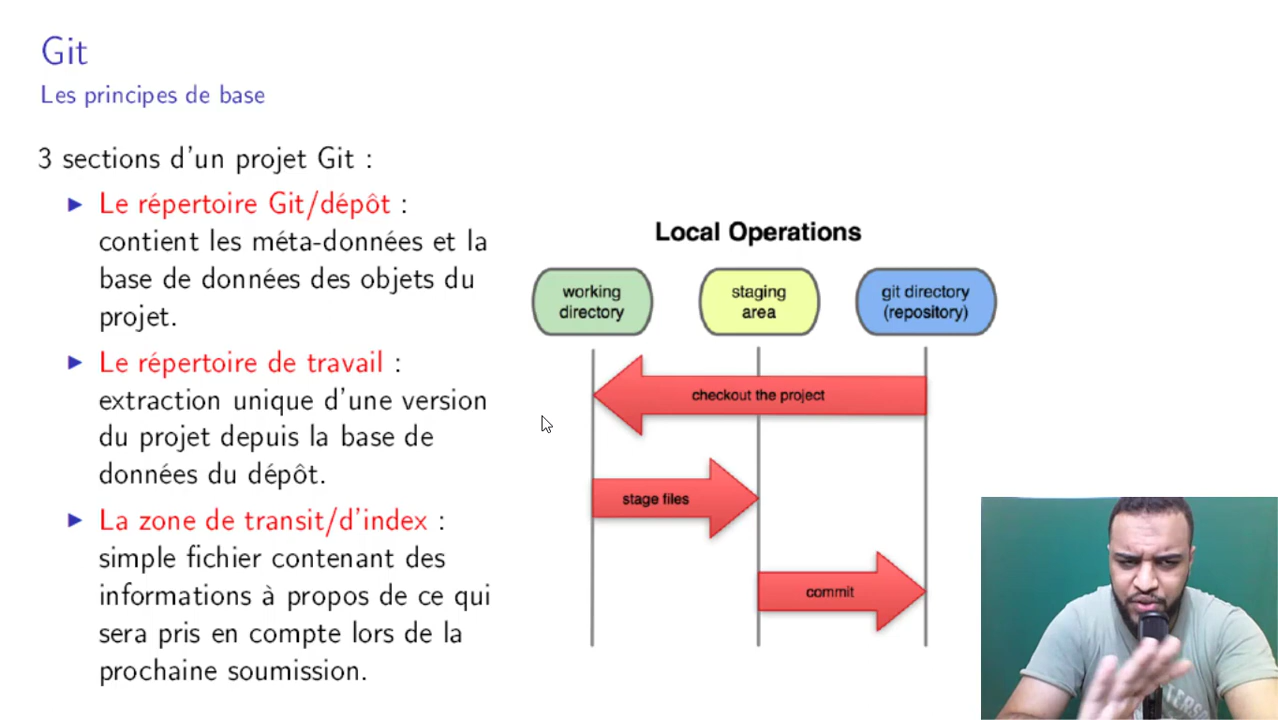 Git
Les principes de base
3 sections d'un projet Git :
Le répertoire Git/dépôt :
contient les méta-données et la
base de données des objets du
projet.
Le répertoire de travail :
extraction unique d'une version
du projet depuis la base de
données du dépôt.
La zone de transit/d'index :
simple fichier contenant des
informations à propos de ce qui
sera pris en compte lors de la
prochaine soumission.
Local Operations
working
directory
staging
area
git directory
(repository)
checkout the project
stage files
commit